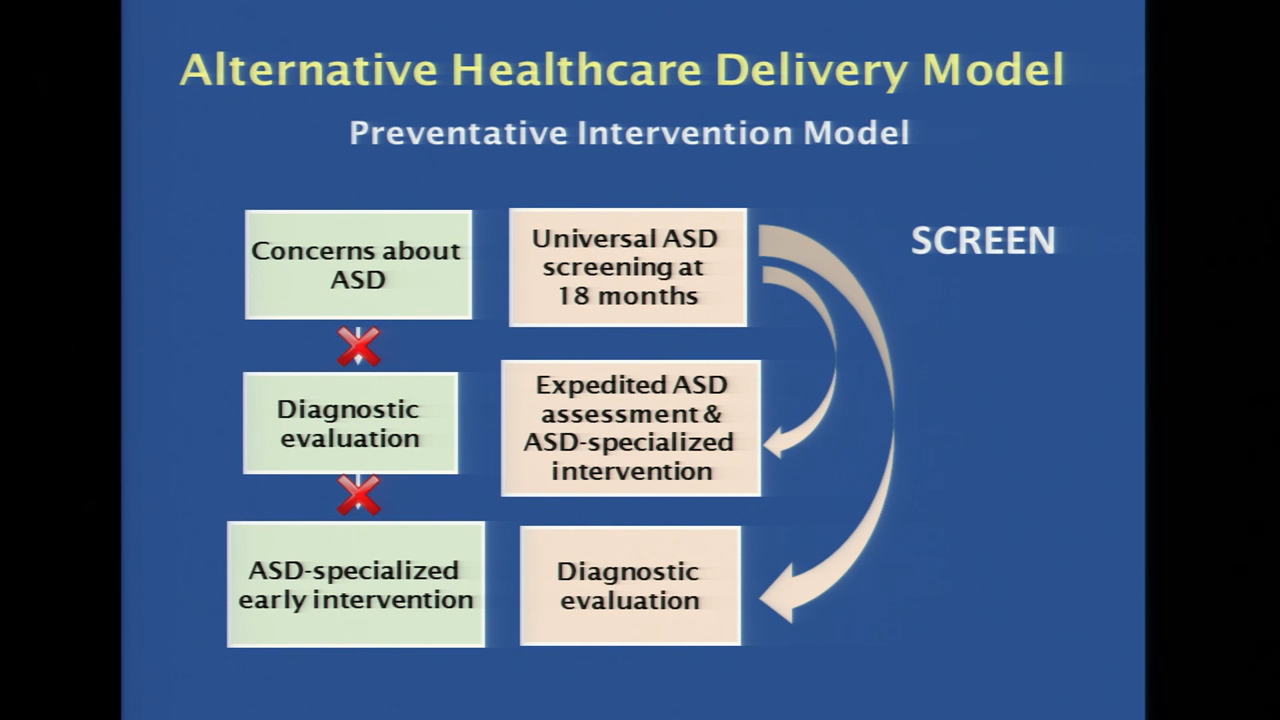 Alternative Healthcare Delivery Model
Preventative Intervention Model
Concerns about
ASD
Diagnostic
evaluation
ASD-specialized
early intervention
Universal ASD
screening at
18 months
Expedited ASD
assessment &
ASD-specialized
intervention
Diagnostic
evaluation
SCREEN